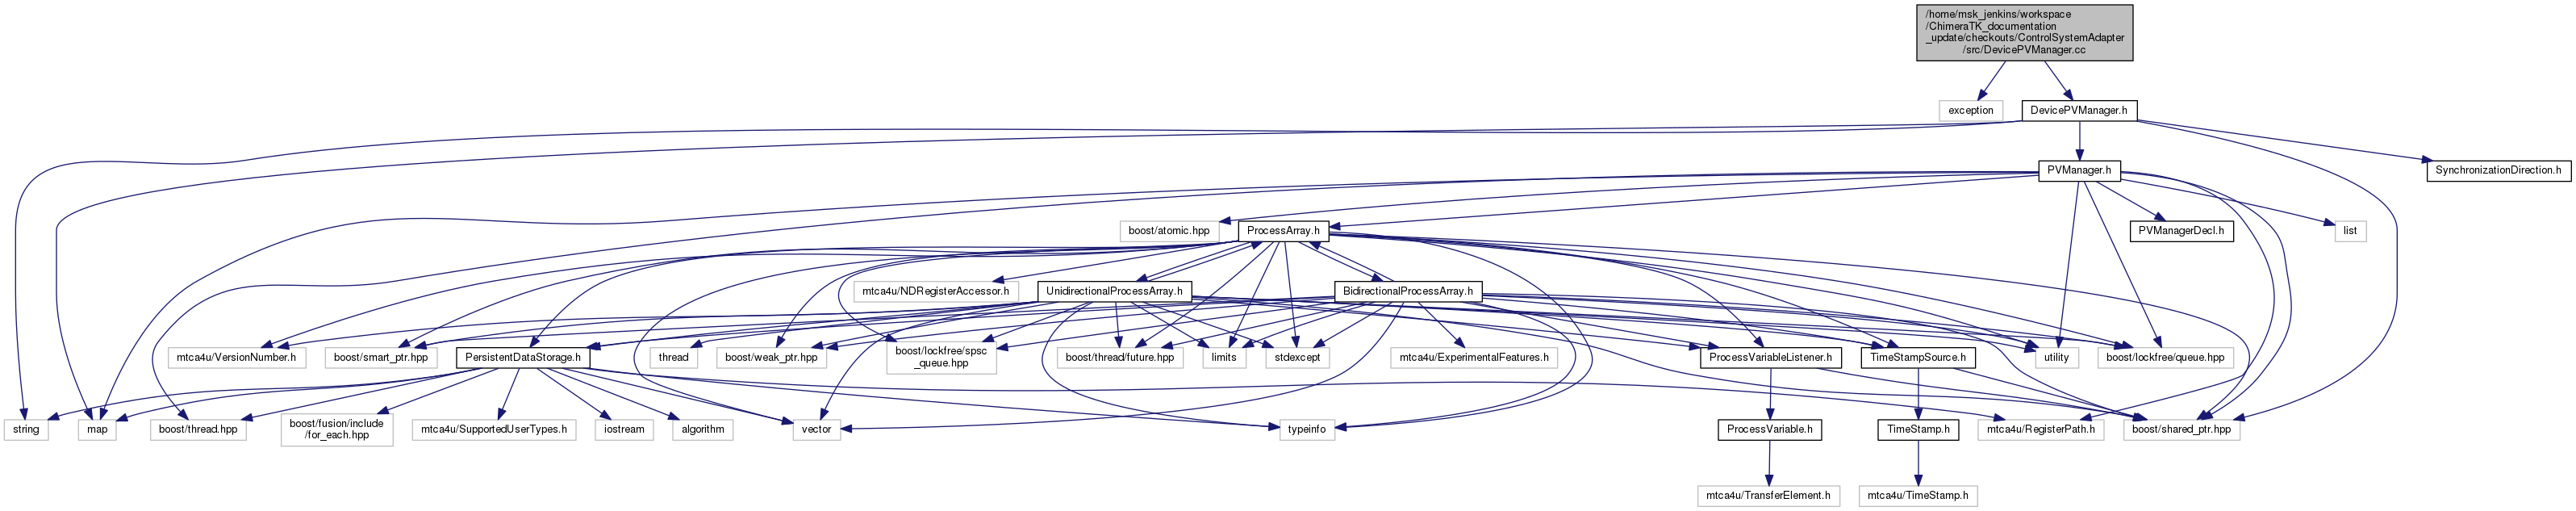 /home/msk_jenkins/workspace
/ChimeraTK_documentation
_update/checkouts/ControlSystemAdapter
/src/DevicePVManager.cc
exception
DevicePVManager.h
PVManager.h
SynchronizationDirection.h
boost/atomic.hpp
ProcessArray.h
PVManagerDecl.h
list
mtca4u/NDRegisterAccessor.h
UnidirectionalProcessArray.h
BidirectionalProcessArray.h
mtca4u/VersionNumber.h
boost/smart_ptr.hpp
PersistentDataStorage.h
thread
boost/weak_ptr.hpp
boost/lockfree/spsc
_queue.hpp
boost/thread/future.hpp
limits
stdexcept
mtca4u/ExperimentalFeatures.h
ProcessVariableListener.h
TimeStampSource.h
utility
boost/lockfree/queue.hpp
string
map
boost/thread.hpp
boost/fusion/include
/for_each.hpp
mtca4u/SupportedUserTypes.h
iostream
algorithm
vector
typeinfo
ProcessVariable.h
TimeStamp.h
mtca4u/RegisterPath.h
boost/shared_ptr.hpp
mtca4u/TransferElement.h
mtca4u/TimeStamp.h